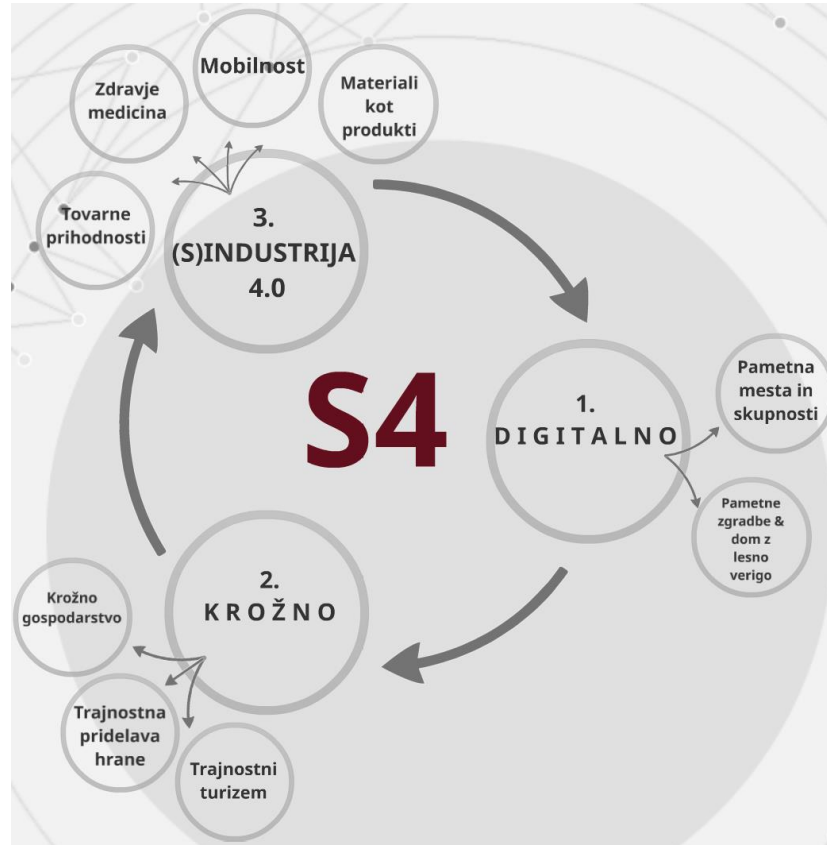 Mobilnost
Zdravje
medicina
Materiali
kot
produkti
Tovarne
prihodnosti
3.
(S)INDUSTRIJA
4.0
S4
1.
DIGITALNO
Pametna
mesta in
skupnosti
Pametne
zgradbe &
dom z
lesno
verigo
2.
KROŽNO
Krožno
gospodarstvo
Trajnostna
pridelava
hrane
Trajnostni
turizem